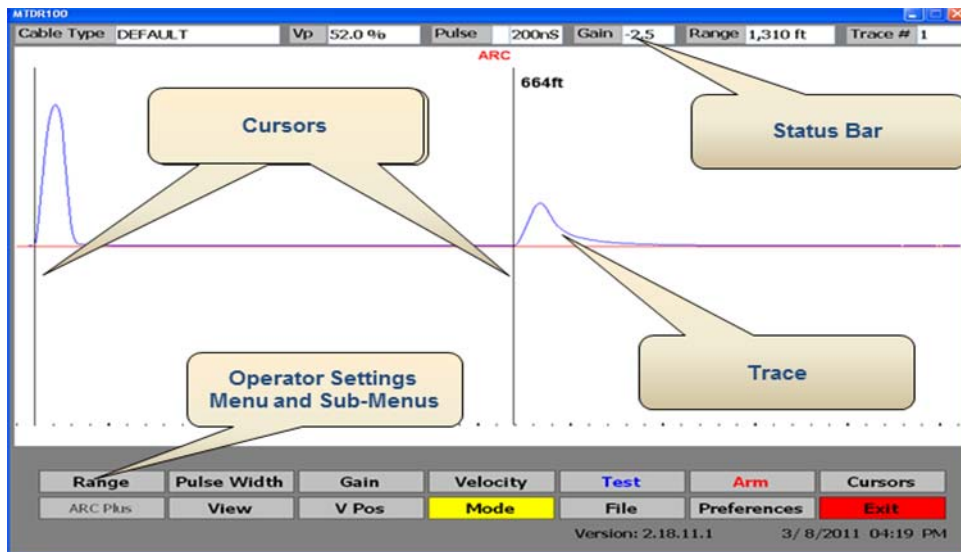 MTDR100
Cable Type DEFAULT Vp 52.0 % Pulse 200nS Gain -2.5 Range 1,310 ft Trace # 1
ARC
664ft
Cursors
Status Bar
Operator Settings
Menu and Sub-Menus
Trace
Range Pulse Width Gain Velocity Test Arm Cursors
ARC Plus View V Pos Mode File Preferences Exit
Version: 2.18.11.1 3/ 8/2011 04:19 PM